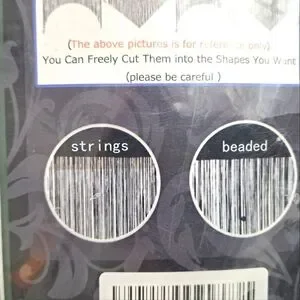 (The above pictures is for reference only)
You Can Freely Cut Them into the Shapes You Want
(please be careful )
strings
beaded